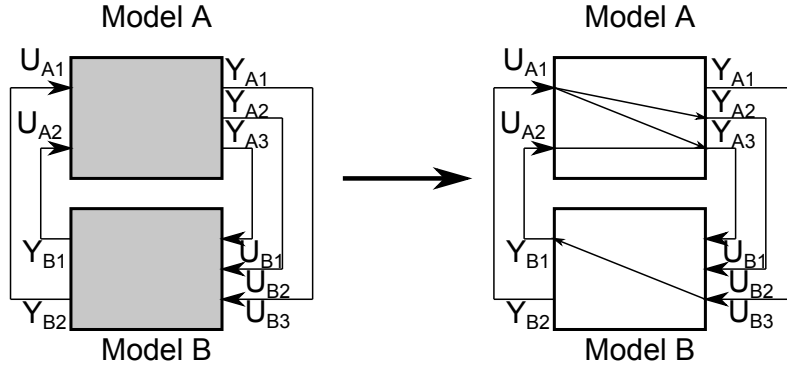 Model A
U_A1
Y_A1
Y_A2
U_A2
Y_A3
Y_B1
U_B1
U_B2
Y_B2
U_B3
Model B
Model A
U_A1
Y_A1
Y_A2
U_A2
Y_A3
Y_B1
U_B1
U_B2
Y_B2
U_B3
Model B